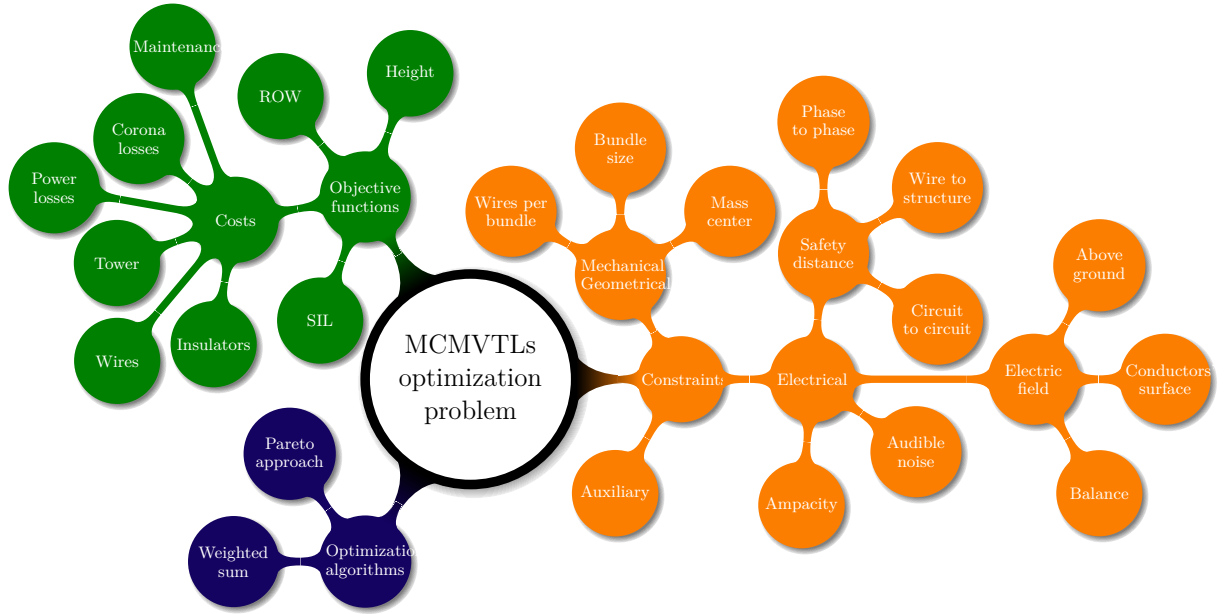 MCMVTLs
optimization
problem
Objective
functions
Height
ROW
SIL
Costs
Maintenanc
Corona
losses
Power
losses
Tower
Wires
Insulators
Optimizatio
algorithms
Pareto
approach
Weighted
sum
Constraints
Mechanical
Geometrical
Wires per
bundle
Bundle
size
Mass
center
Auxiliary
Electrical
Safety
distance
Phase
to phase
Wire to
structure
Circuit
to circuit
Ampacity
Audible
noise
Electric
field
Above
ground
Conductors
surface
Balance